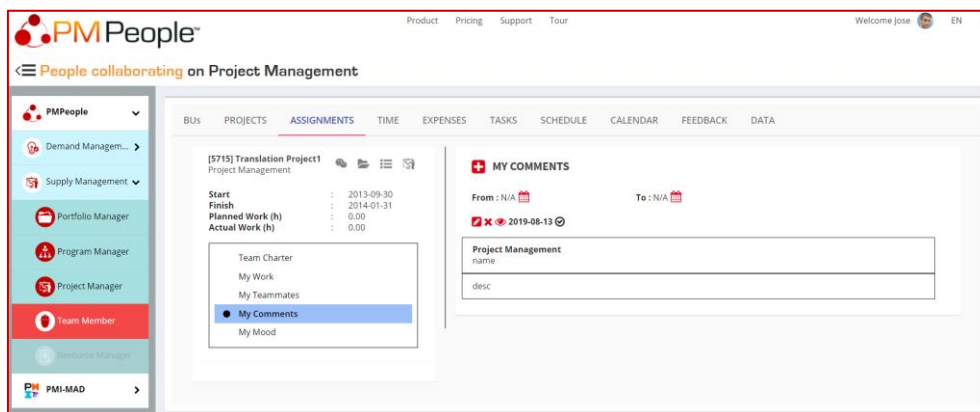 PMPeople™
Product Pricing Support Tour
Welcome Jose EN
People collaborating on Project Management
PMPeople
Demand Managem...
Supply Management
Portfolio Manager
Program Manager
Project Manager
Team Member
Resource Manager
PMI-MAD
BUs PROJECTS ASSIGNMENTS TIME EXPENSES TASKS SCHEDULE CALENDAR FEEDBACK DATA
[5715] Translation Project1
Project Management
Start : 2013-09-30
Finish : 2014-01-31
Planned Work (h) : 0.00
Actual Work (h) : 0.00
Team Charter
My Work
My Teammates
My Comments
My Mood
MY COMMENTS
From : N/A To : N/A
2019-08-13
Project Management
name
desc